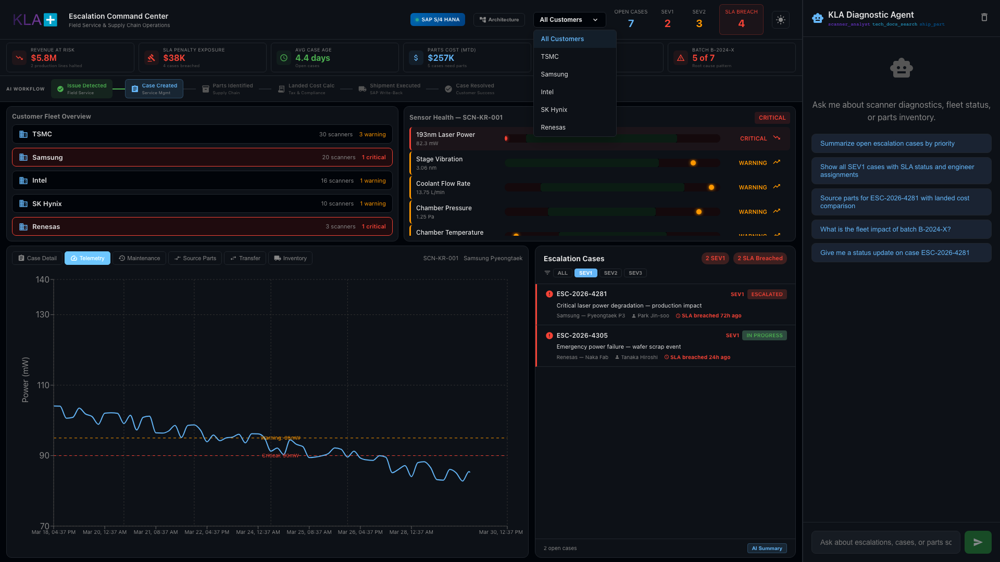 KLA+
Escalation Command Center
Field Service & Supply Chain Operations
SAP S/4 HANA
Architecture
All Customers
OPEN CASES
7
SEV1
2
SEV2
3
SLA BREACH
4
All Customers
TSMC
Samsung
Intel
SK Hynix
Renesas
REVENUE AT RISK
$5.8M
2 production lines halted
SLA PENALTY EXPOSURE
$38K
4 cases breached
AVG CASE AGE
4.4 days
Open cases
PARTS COST (MTD)
$257K
5 cases need parts
BATCH B-2024-X
5 of 7
Root cause pattern
AI WORKFLOW
Issue Detected
Field Service
Case Created
Service Mgmt
Parts Identified
Supply Chain
Landed Cost Calc
Tax & Compliance
Shipment Executed
SAP Write-Back
Case Resolved
Customer Success
Customer Fleet Overview
TSMC 30 scanners 3 warning
Samsung 20 scanners 1 critical
Intel 16 scanners 1 warning
SK Hynix 10 scanners 1 warning
Renesas 3 scanners 1 critical
Sensor Health — SCN-KR-001 CRITICAL
193nm Laser Power
82.3 mW
CRITICAL
Stage Vibration
3.06 nm
WARNING
Coolant Flow Rate
13.75 L/min
WARNING
Chamber Pressure
1.25 Pa
WARNING
Chamber Temperature
WARNING
Case Detail
Telemetry
Maintenance
Source Parts
Transfer
Inventory
SCN-KR-001 Samsung Pyeongtaek
Power (mW)
140
130
110
90
70
Warning: 95mW
Critical: 90mW
Mar 18, 04:37 PM
Mar 20, 12:37 AM
Mar 21, 08:37 AM
Mar 22, 04:37 PM
Mar 24, 12:37 AM
Mar 25, 08:37 AM
Mar 26, 04:37 PM
Mar 28, 12:37 AM
Mar 30, 12:37 PM
Escalation Cases
2 SEV1
2 SLA Breached
ALL
SEV1
SEV2
SEV3
ESC-2026-4281 SEV1 ESCALATED
Critical laser power degradation — production impact
Samsung — Pyeongtaek P3 Park Jin-soo SLA breached 72h ago
ESC-2026-4305 SEV1 IN PROGRESS
Emergency power failure — wafer scrap event
Renesas — Naka Fab Tanaka Hiroshi SLA breached 24h ago
2 open cases
AI Summary
KLA Diagnostic Agent
scanner_analyst tech_docs_search ship_part
Ask me about scanner diagnostics, fleet status,
or parts inventory.
Summarize open escalation cases by priority
Show all SEV1 cases with SLA status and engineer
assignments
Source parts for ESC-2026-4281 with landed cost
comparison
What is the fleet impact of batch B-2024-X?
Give me a status update on case ESC-2026-4281
Ask about escalations, cases, or parts sc